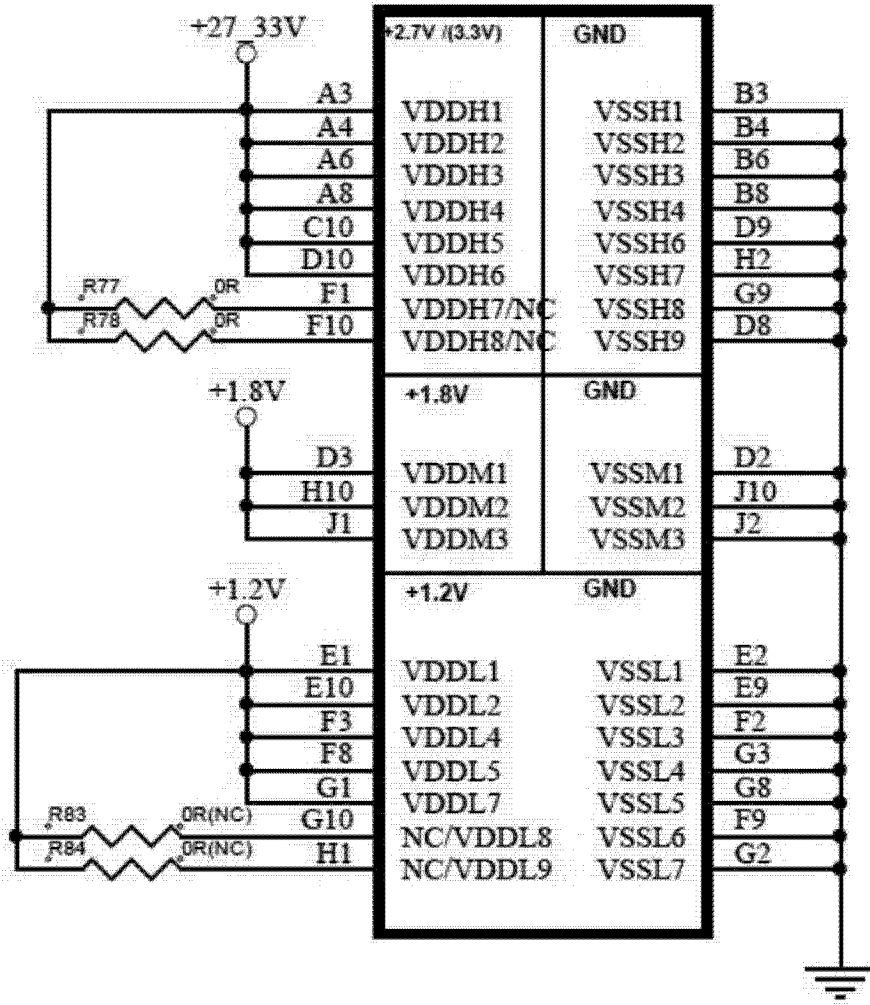 +27_33V +2.7V /(3.3V) GND
A3 VDDH1 VSSH1 B3
A4 VDDH2 VSSH2 B4
A6 VDDH3 VSSH3 B6
A8 VDDH4 VSSH4 B8
C10 VDDH5 VSSH6 D9
D10 VDDH6 VSSH7 H2
R77 0R F1 VDDH7/NC VSSH8 G9
R78 0R F10 VDDH8/NC VSSH9 D8
+1.8V +1.8V GND
D3 VDDM1 VSSM1 D2
H10 VDDM2 VSSM2 J10
J1 VDDM3 VSSM3 J2
+1.2V +1.2V GND
E1 VDDL1 VSSL1 E2
E10 VDDL2 VSSL2 E9
F3 VDDL4 VSSL3 F2
F8 VDDL5 VSSL4 G3
G1 VDDL7 VSSL5 G8
R83 0R(NC) G10 NC/VDDL8 VSSL6 F9
R84 0R(NC) H1 NC/VDDL9 VSSL7 G2